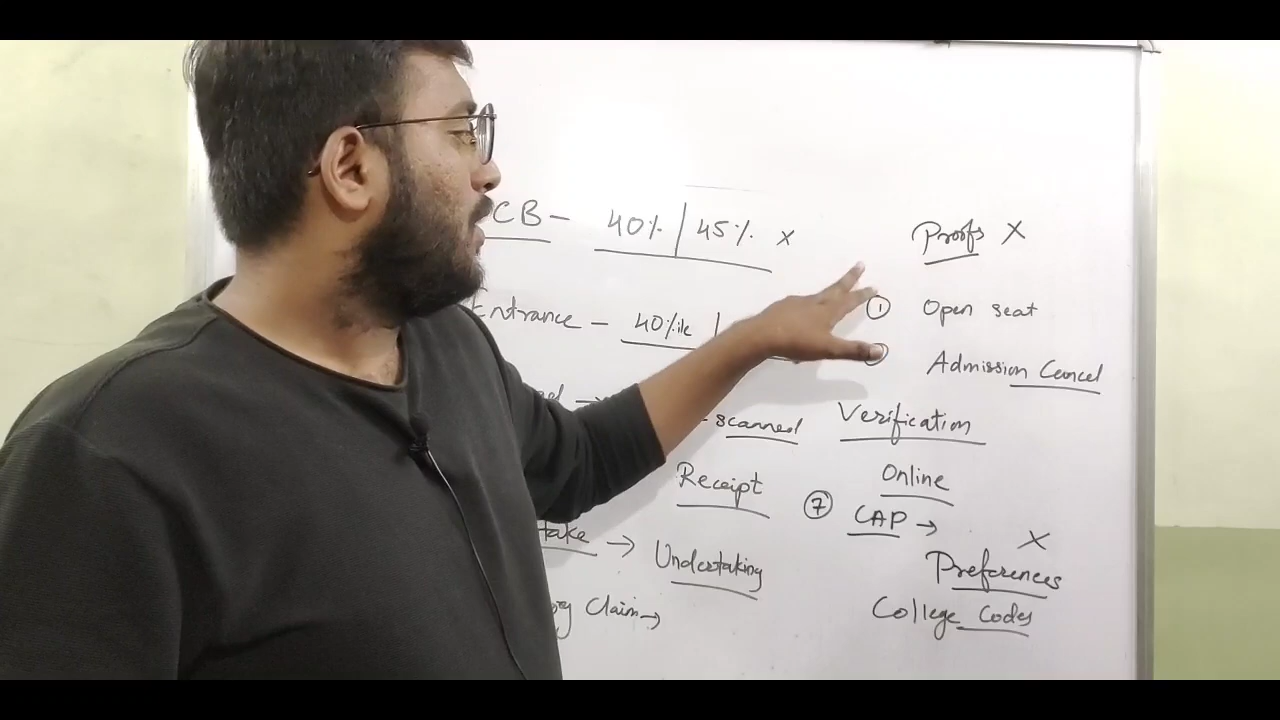 CB - 40% | 45% x
Entrance - 40%ile |
- scanned
Receipt
take → Undertaking
Claim →
Proofs X
① Open seat
Admission Cancel
Verification
Online
⑦ CAP →
X
Preferences
College Codes